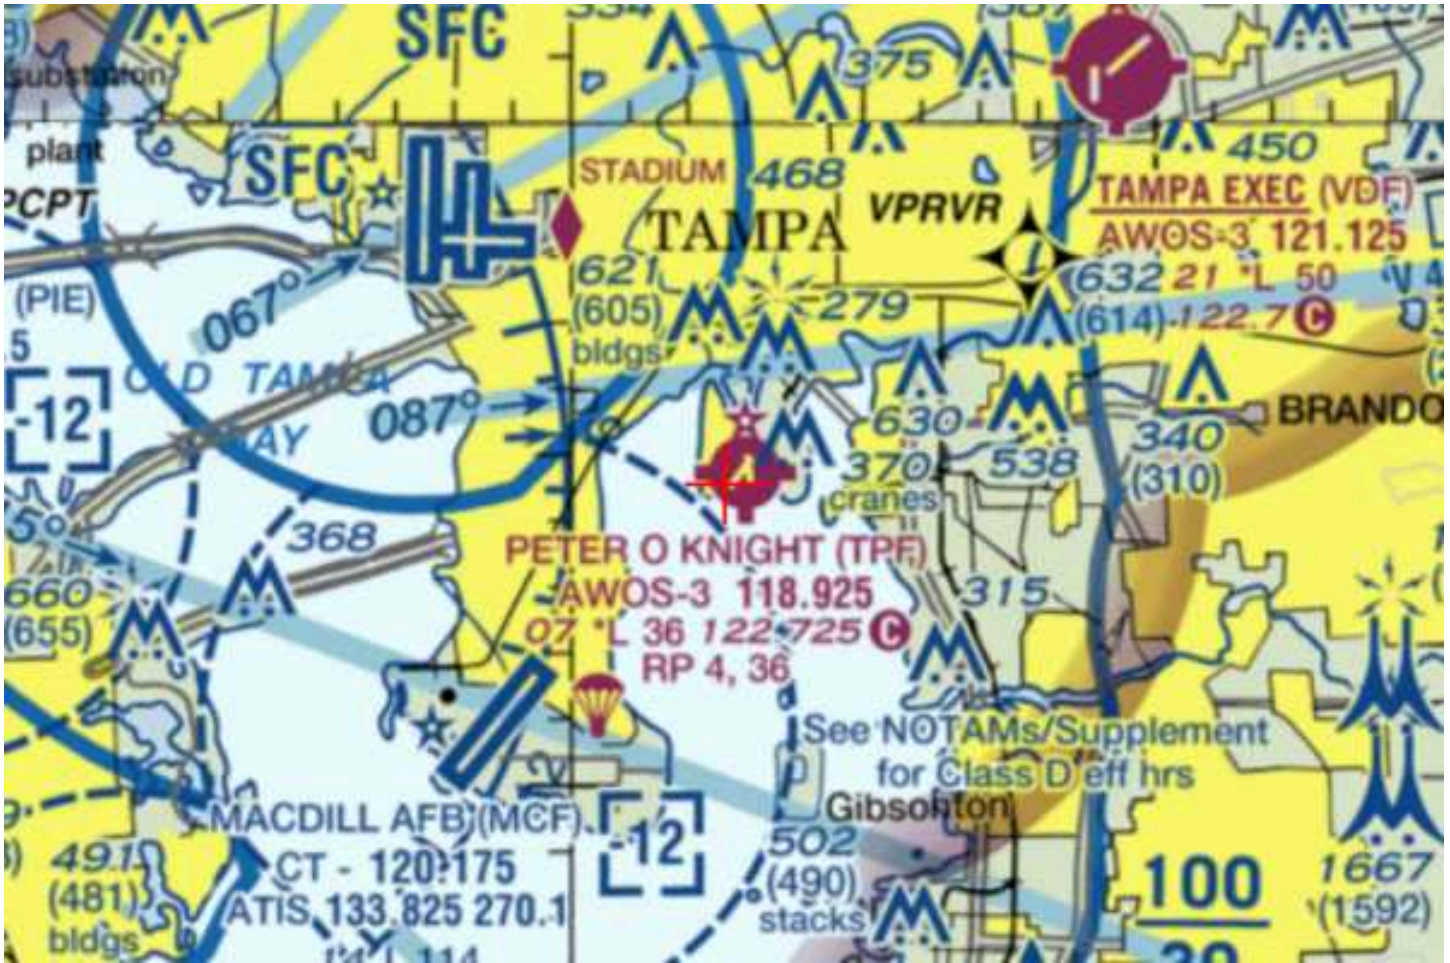 SFC
375
substation
plant
SFC
STADIUM
468
VPRVR
450
TAMPA EXEC (VDF)
AWOS-3 121.125
21 *L 50
122.7 C
PCPT
TAMPA
621
(605)
bldgs
279
632
(614)
067°
(PIE)
OLD TAMPA
BAY
087°
-12
630
370
cranes
538
340
(310)
368
PETER O KNIGHT (TPF)
AWOS-3 118.925
07 *L 36 122.725 C
RP 4, 36
315
660
(655)
See NOTAMs/Supplement
for Class D eff hrs
Gibsonton
MACDILL AFB (MCF)
CT - 120.175
ATIS 133.825 270.1
-12
502
(490)
stacks
491
(481)
bldgs
100
1667
(1592)